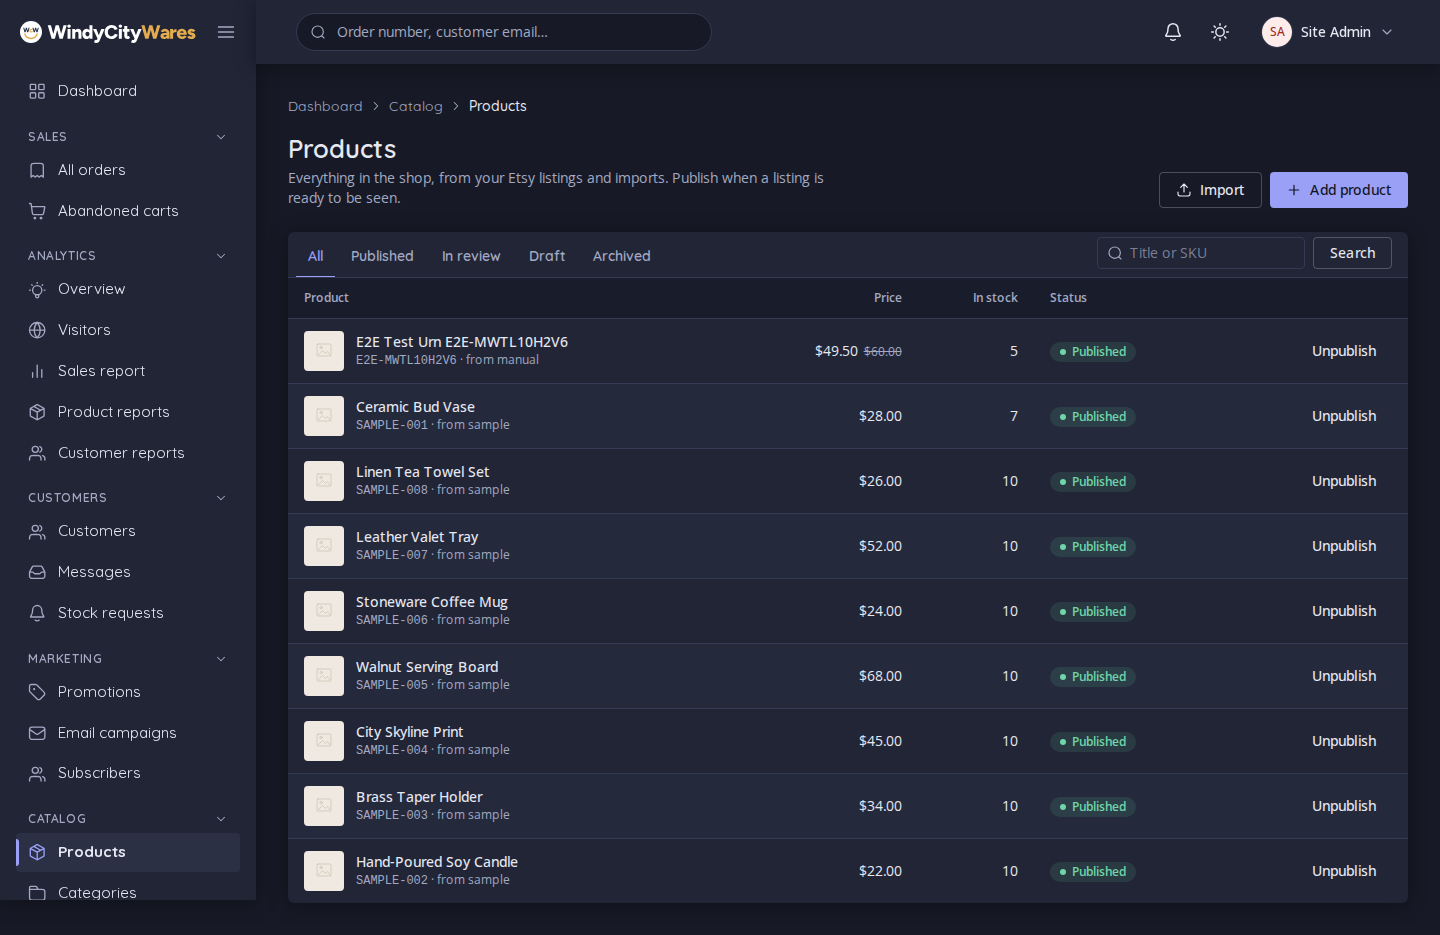 WindyCityWares
Order number, customer email...
SA
Site Admin
Dashboard
SALES
All orders
Abandoned carts
ANALYTICS
Overview
Visitors
Sales report
Product reports
Customer reports
CUSTOMERS
Customers
Messages
Stock requests
MARKETING
Promotions
Email campaigns
Subscribers
CATALOG
Products
Categories
Dashboard > Catalog > Products
Products
Everything in the shop, from your Etsy listings and imports. Publish when a listing is
ready to be seen.
Import
Add product
All Published In review Draft Archived
Title or SKU
Search
Product Price In stock Status
E2E Test Urn E2E-MWTL10H2V6
E2E-MWTL10H2V6 · from manual
$49.50 $60.00 5 Published Unpublish
Ceramic Bud Vase
SAMPLE-001 · from sample
$28.00 7 Published Unpublish
Linen Tea Towel Set
SAMPLE-008 · from sample
$26.00 10 Published Unpublish
Leather Valet Tray
SAMPLE-007 · from sample
$52.00 10 Published Unpublish
Stoneware Coffee Mug
SAMPLE-006 · from sample
$24.00 10 Published Unpublish
Walnut Serving Board
SAMPLE-005 · from sample
$68.00 10 Published Unpublish
City Skyline Print
SAMPLE-004 · from sample
$45.00 10 Published Unpublish
Brass Taper Holder
SAMPLE-003 · from sample
$34.00 10 Published Unpublish
Hand-Poured Soy Candle
SAMPLE-002 · from sample
$22.00 10 Published Unpublish